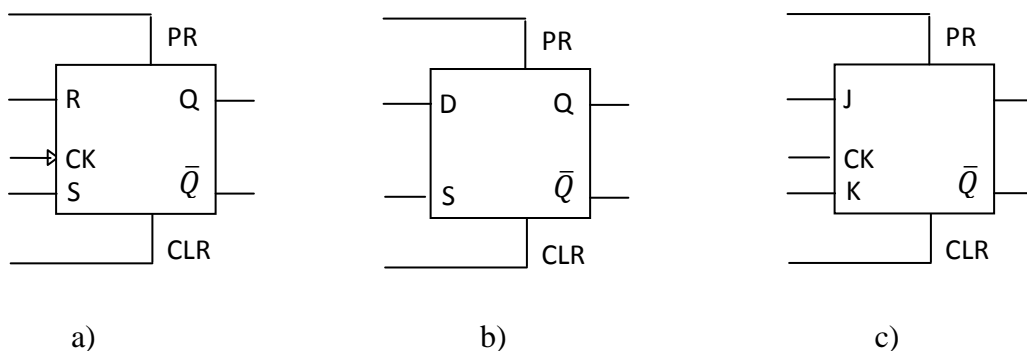 PR PR PR
R Q D Q J
CK CK
S Q̄ S Q̄ K Q̄
CLR CLR CLR
a) b) c)